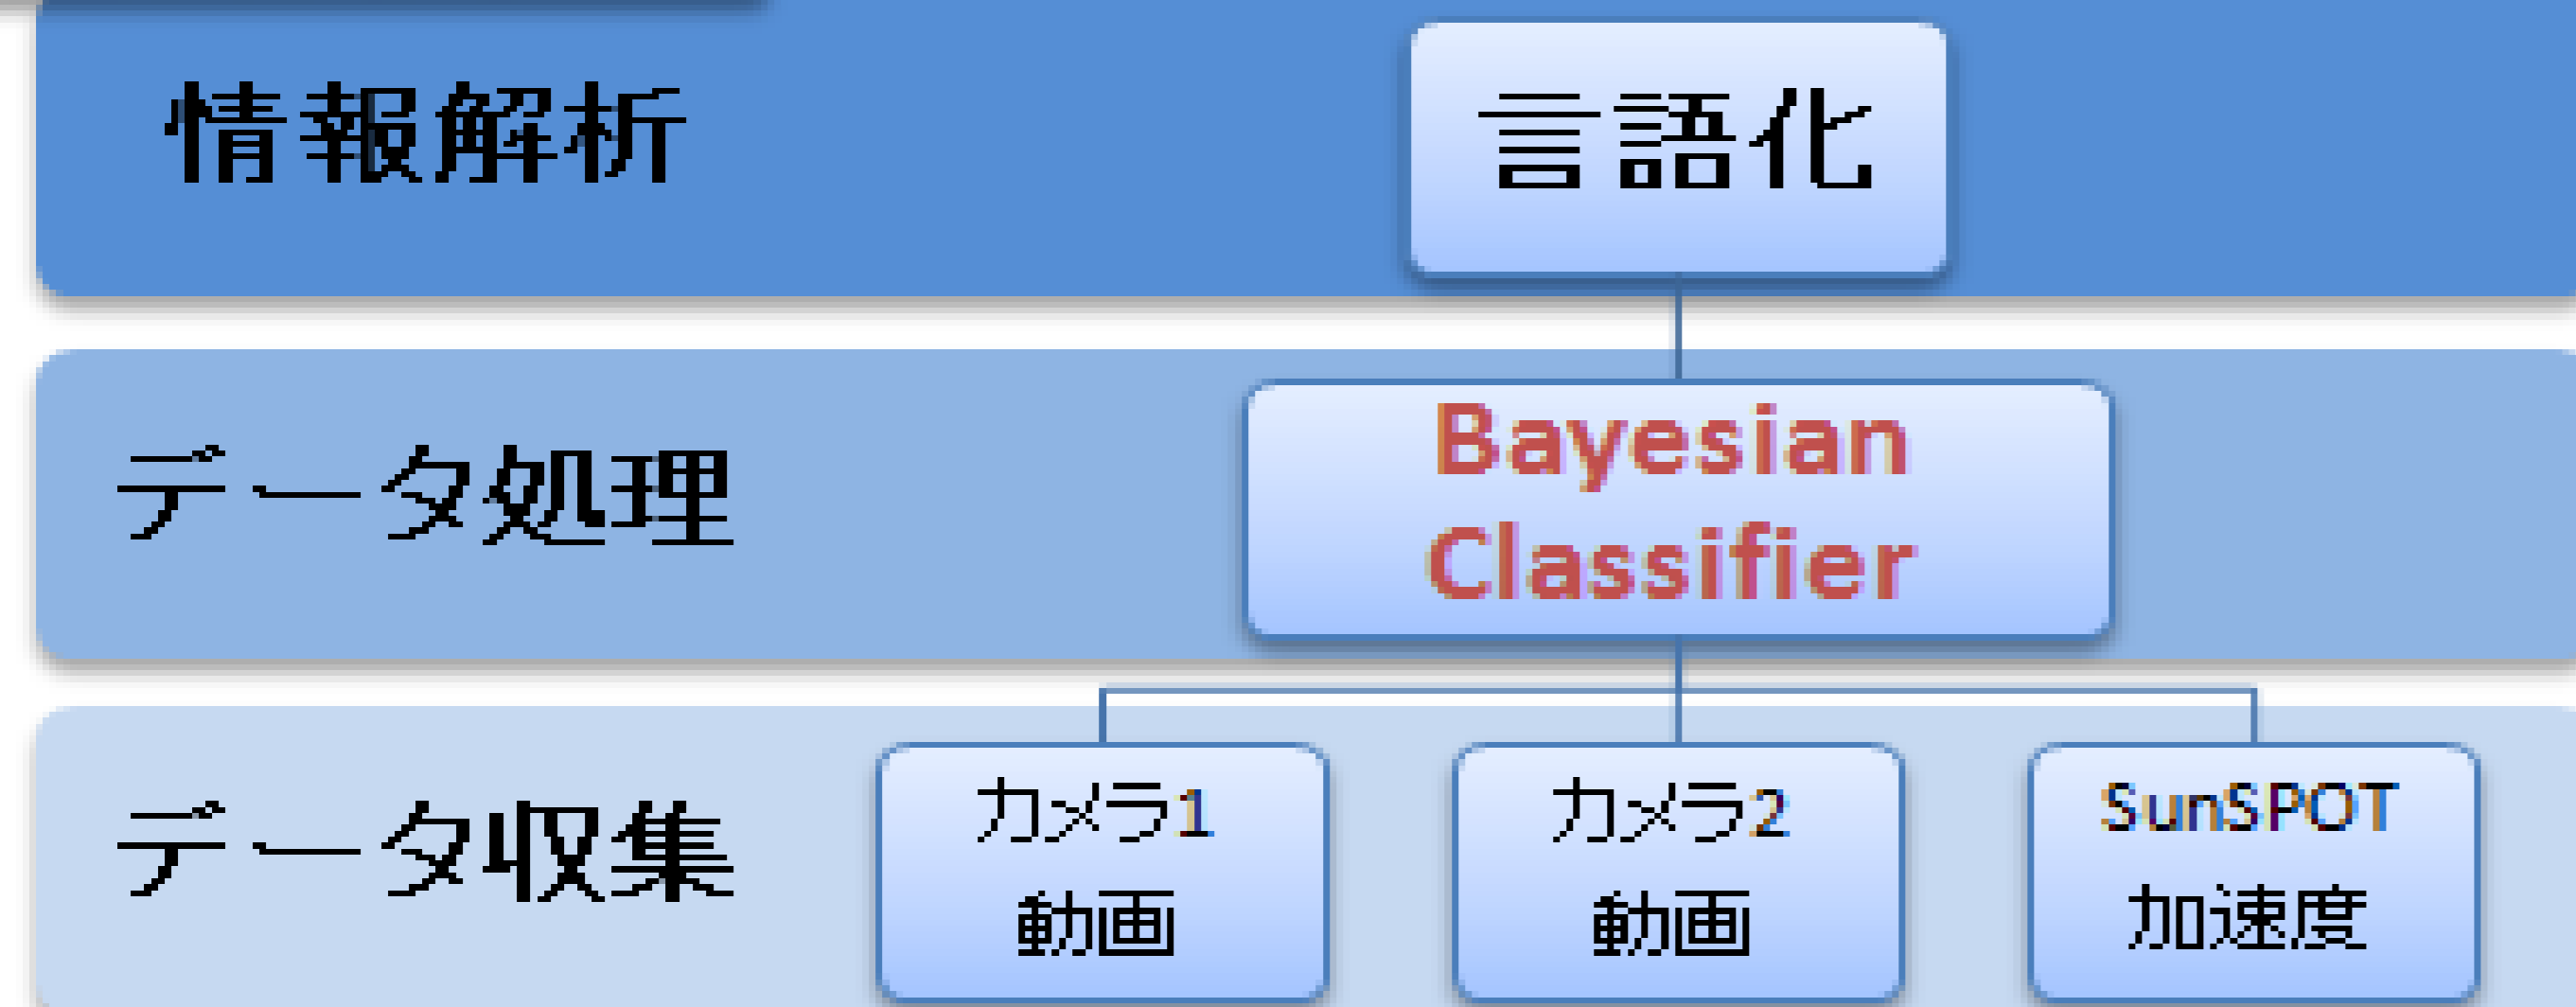 情報解析
言語化
データ処理
Bayesian
Classifier
データ収集
カメラ1
動画
カメラ2
動画
SunSPOT
加速度